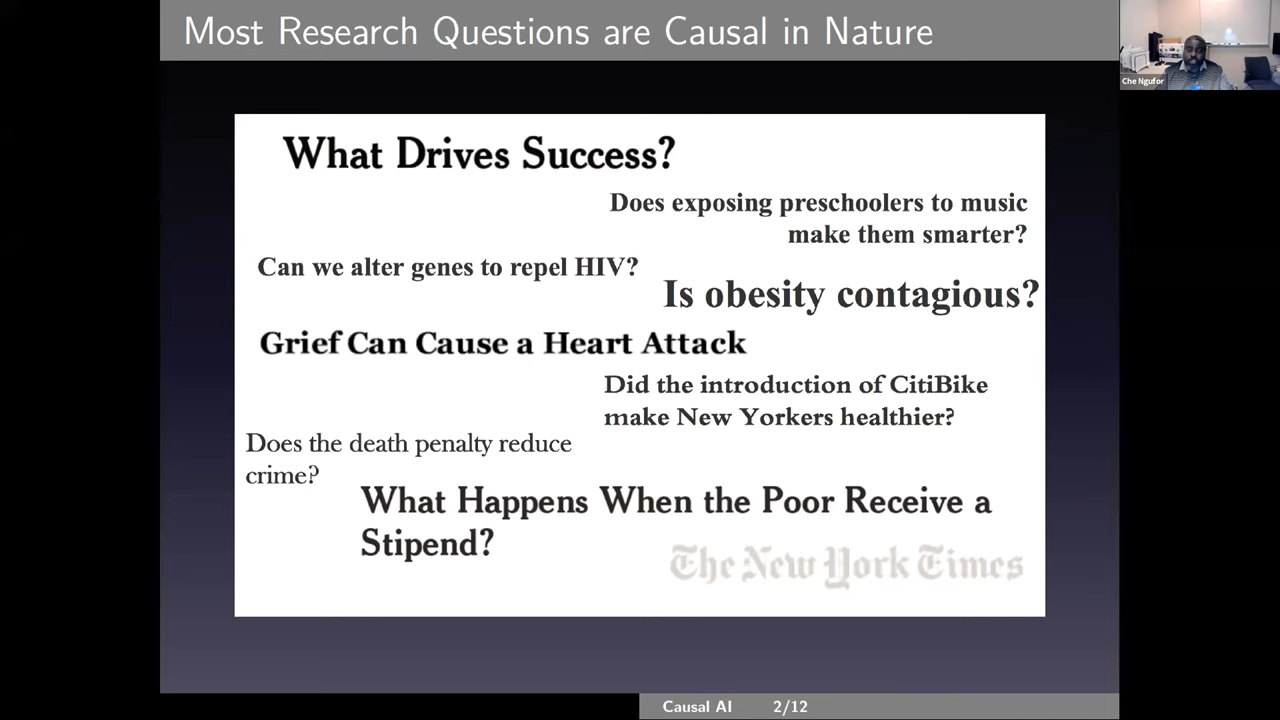 Most Research Questions are Causal in Nature
Che Ngufor
What Drives Success?
Does exposing preschoolers to music
make them smarter?
Can we alter genes to repel HIV?
Is obesity contagious?
Grief Can Cause a Heart Attack
Did the introduction of CitiBike
make New Yorkers healthier?
Does the death penalty reduce
crime?
What Happens When the Poor Receive a
Stipend?
The New York Times
Causal AI 2/12